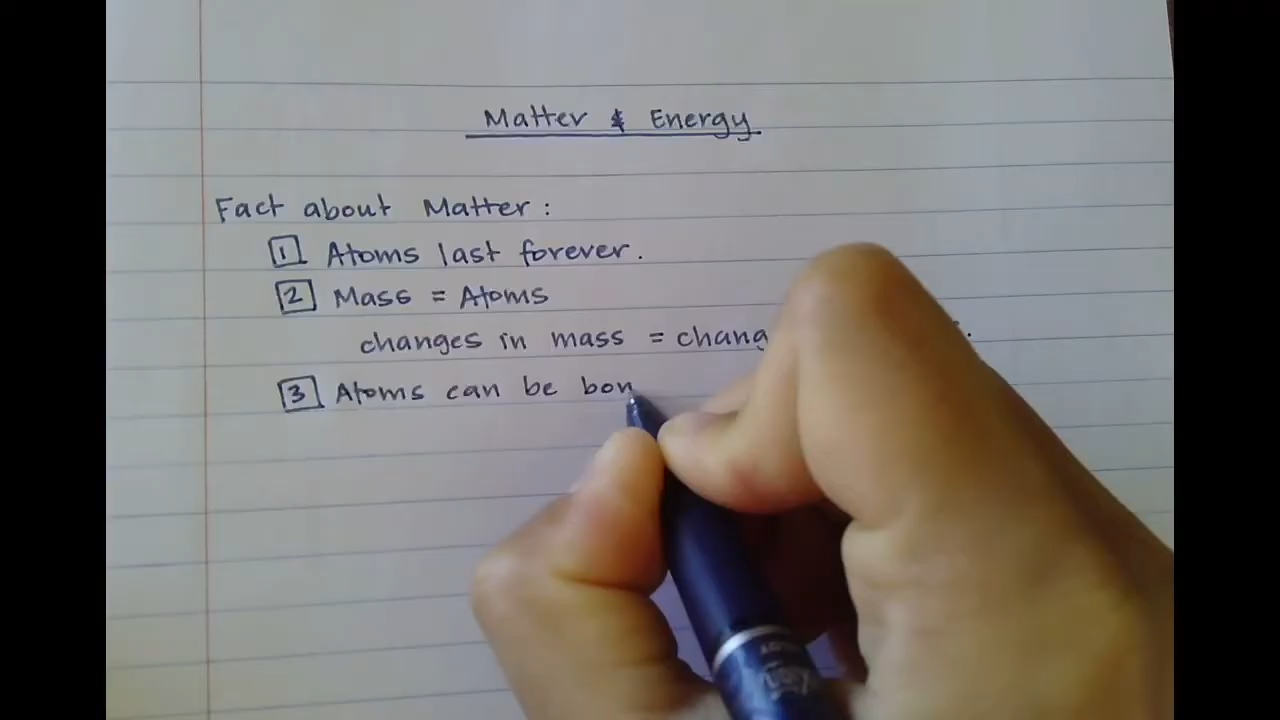 Matter & Energy
Fact about Matter :
1 Atoms last forever.
2 Mass = Atoms
changes in mass = chang
3 Atoms can be bon